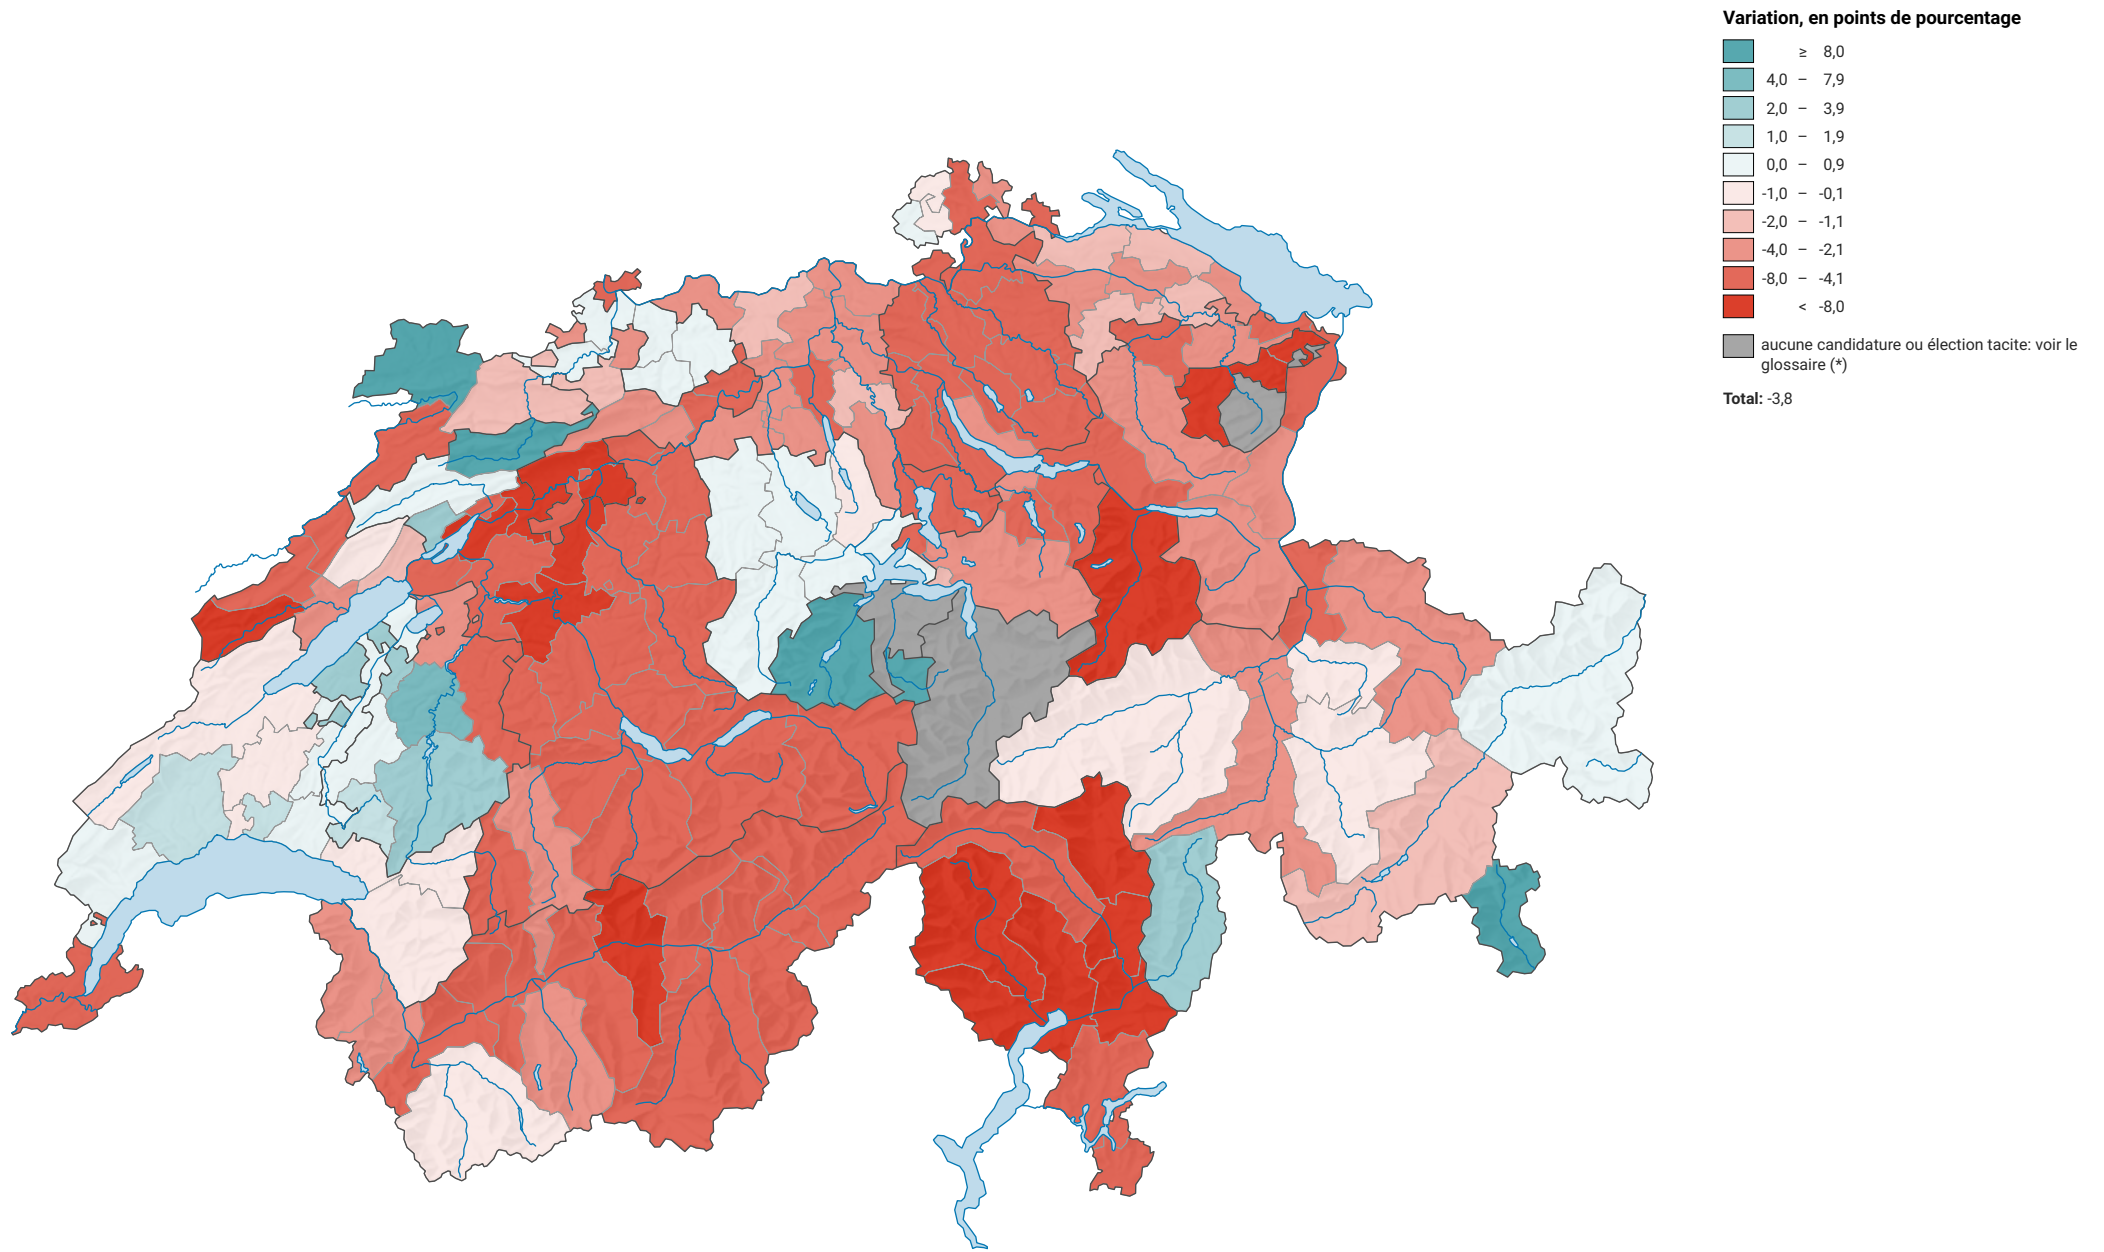 Variation, en points de pourcentage
≥ 8,0
4,0 – 7,9
2,0 – 3,9
1,0 – 1,9
0,0 – 0,9
-1,0 – -0,1
-2,0 – -1,1
-4,0 – -2,1
-8,0 – -4,1
< -8,0
aucune candidature ou élection tacite: voir le
glossaire (*)
Total: -3,8